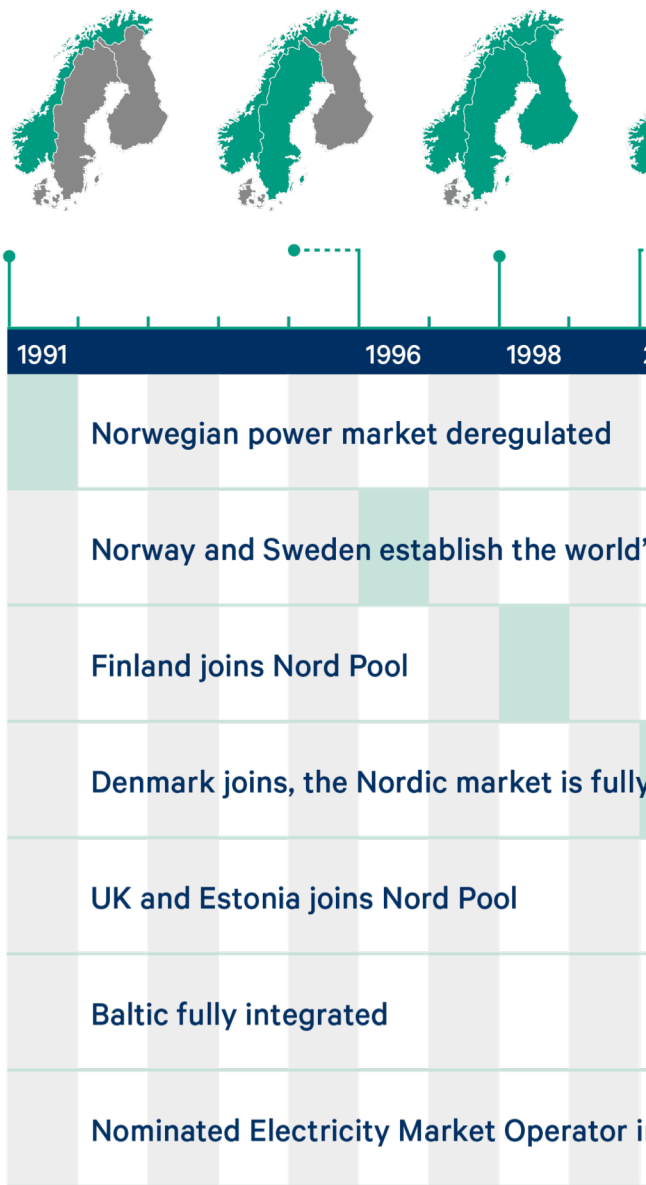 1991 1996 1998
Norwegian power market deregulated
Norway and Sweden establish the world’
Finland joins Nord Pool
Denmark joins, the Nordic market is fully
UK and Estonia joins Nord Pool
Baltic fully integrated
Nominated Electricity Market Operator